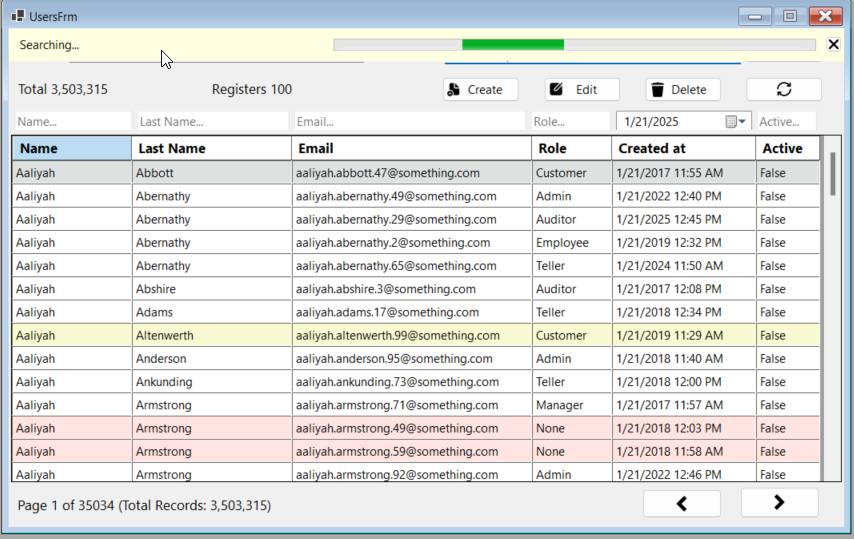 UsersFrm
Searching...
Total 3,503,315 Registers 100 Create Edit Delete
Name... Last Name... Email... Role... 1/21/2025 Active...
Name Last Name Email Role Created at Active
Aaliyah Abbott aaliyah.abbott.47@something.com Customer 1/21/2017 11:55 AM False
Aaliyah Abernathy aaliyah.abernathy.49@something.com Admin 1/21/2022 12:40 PM False
Aaliyah Abernathy aaliyah.abernathy.29@something.com Auditor 1/21/2025 12:45 PM False
Aaliyah Abernathy aaliyah.abernathy.2@something.com Employee 1/21/2019 12:32 PM False
Aaliyah Abernathy aaliyah.abernathy.65@something.com Teller 1/21/2024 11:50 AM False
Aaliyah Abshire aaliyah.abshire.3@something.com Auditor 1/21/2017 12:08 PM False
Aaliyah Adams aaliyah.adams.17@something.com Teller 1/21/2018 12:34 PM False
Aaliyah Altenwerth aaliyah.altenwerth.99@something.com Customer 1/21/2019 11:29 AM False
Aaliyah Anderson aaliyah.anderson.95@something.com Admin 1/21/2018 11:40 AM False
Aaliyah Ankunding aaliyah.ankunding.73@something.com Teller 1/21/2018 12:00 PM False
Aaliyah Armstrong aaliyah.armstrong.71@something.com Manager 1/21/2017 11:57 AM False
Aaliyah Armstrong aaliyah.armstrong.49@something.com None 1/21/2018 12:03 PM False
Aaliyah Armstrong aaliyah.armstrong.59@something.com None 1/21/2018 11:58 AM False
Aaliyah Armstrong aaliyah.armstrong.92@something.com Admin 1/21/2022 12:46 PM False
Page 1 of 35034 (Total Records: 3,503,315)